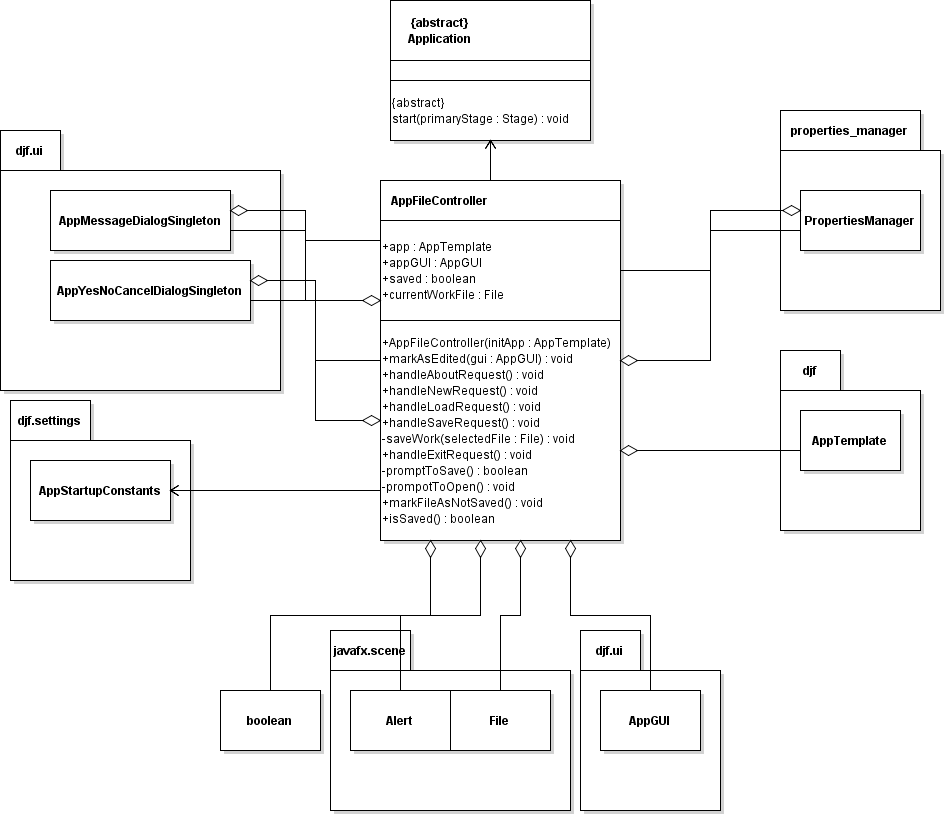 {abstract}
Application
{abstract}
start(primaryStage : Stage) : void
djf.ui
AppMessageDialogSingleton
AppYesNoCancelDialogSingleton
properties_manager
PropertiesManager
AppFileController
+app : AppTemplate
+appGUI : AppGUI
+saved : boolean
+currentWorkFile : File
+AppFileController(initApp : AppTemplate)
+markAsEdited(gui : AppGUI) : void
+handleAboutRequest() : void
+handleNewRequest() : void
+handleLoadRequest() : void
+handleSaveRequest() : void
-saveWork(selectedFile : File) : void
+handleExitRequest() : void
-promptToSave() : boolean
-prompotToOpen() : void
+markFileAsNotSaved() : void
+isSaved() : boolean
djf
AppTemplate
djf.settings
AppStartupConstants
boolean
javafx.scene
Alert
File
djf.ui
AppGUI